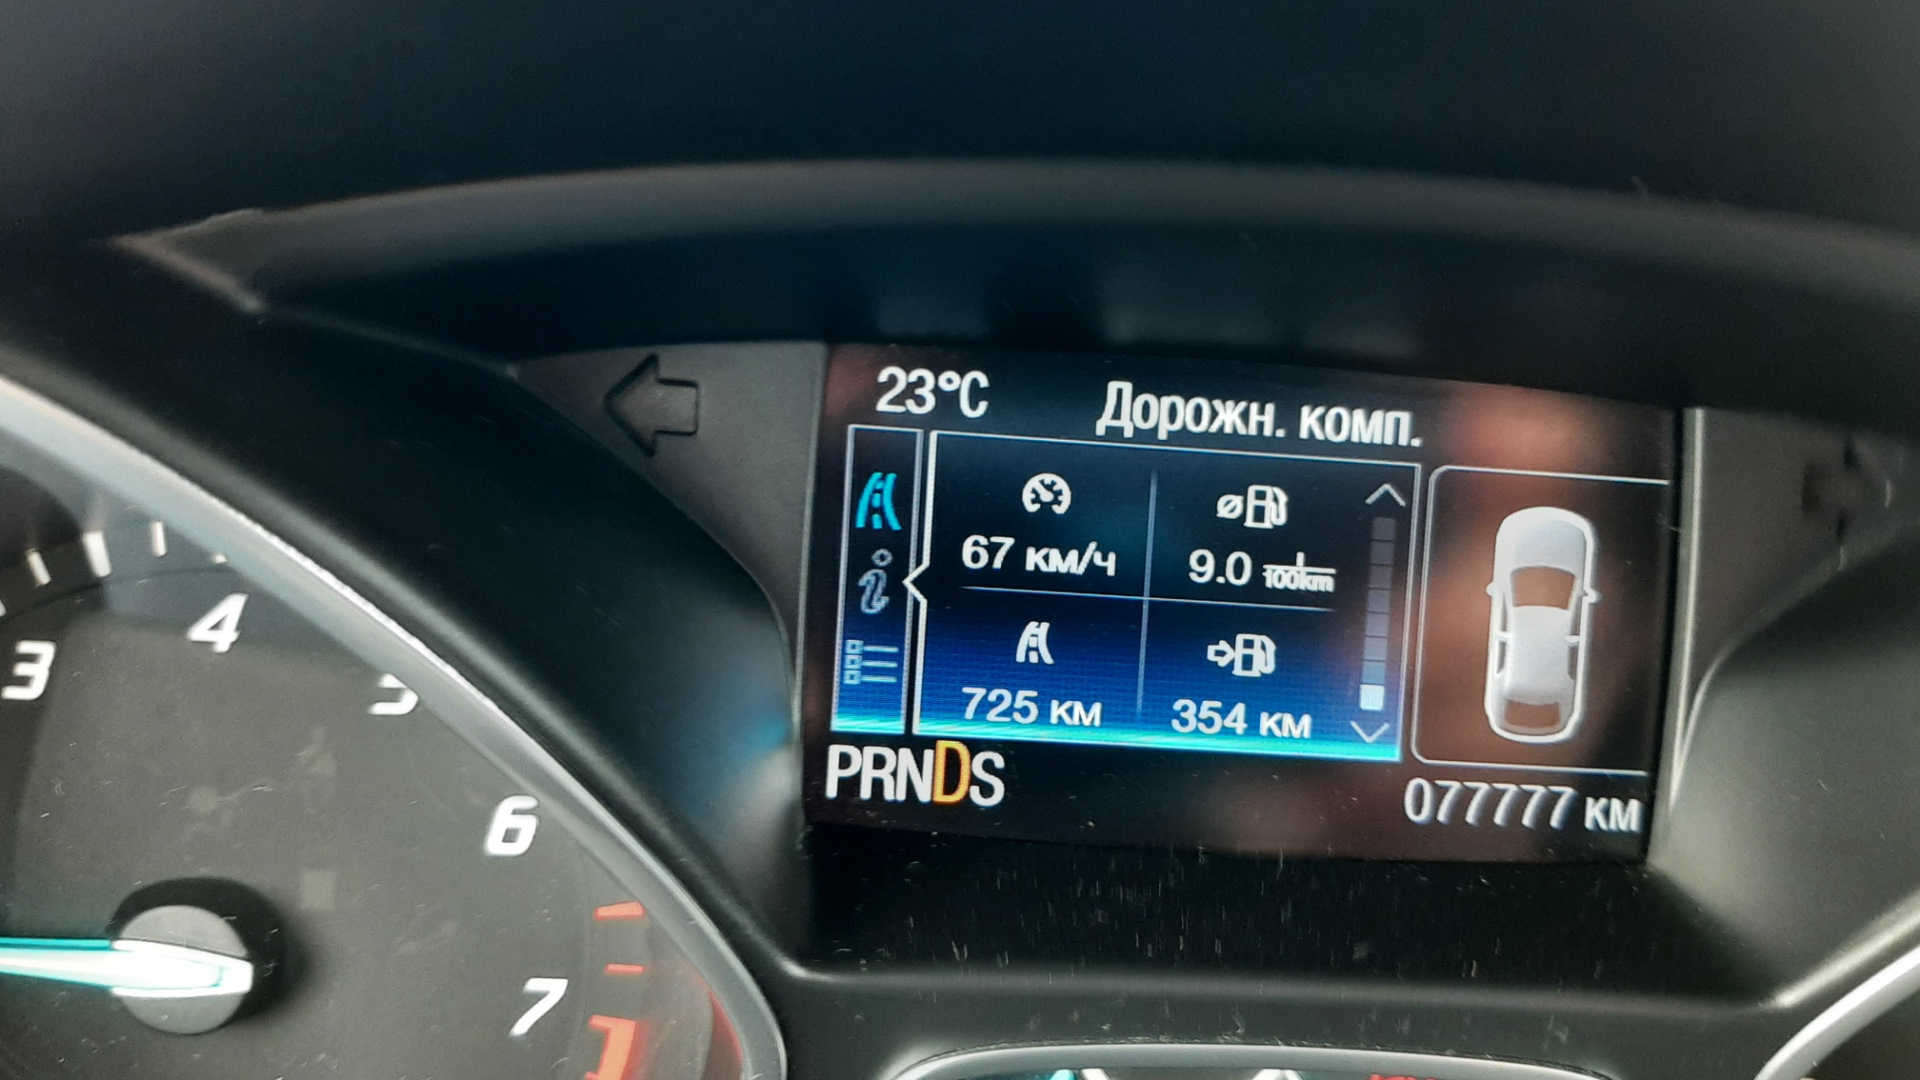 23°C
Дорожн. комп.
67 км/ч
9.0 l/100km
725 км
354 км
PRNDS
077777 км
3
4
5
6
7